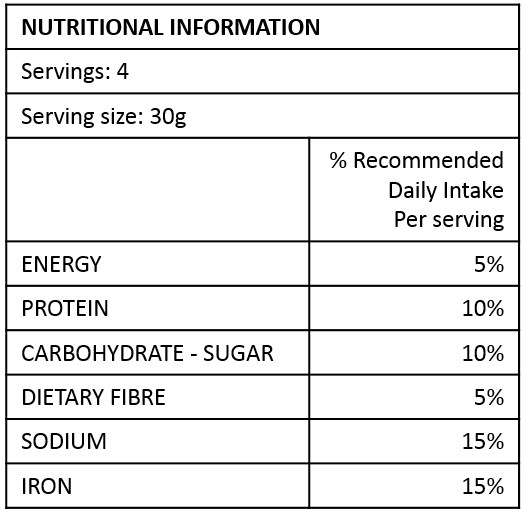 NUTRITIONAL INFORMATION
Servings: 4
Serving size: 30g
% Recommended
Daily Intake
Per serving
ENERGY 5%
PROTEIN 10%
CARBOHYDRATE - SUGAR 10%
DIETARY FIBRE 5%
SODIUM 15%
IRON 15%